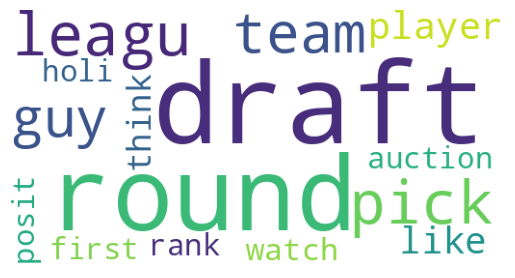 leagu team player
holi
guy think draft
auction
round pick
posit like
first rank watch